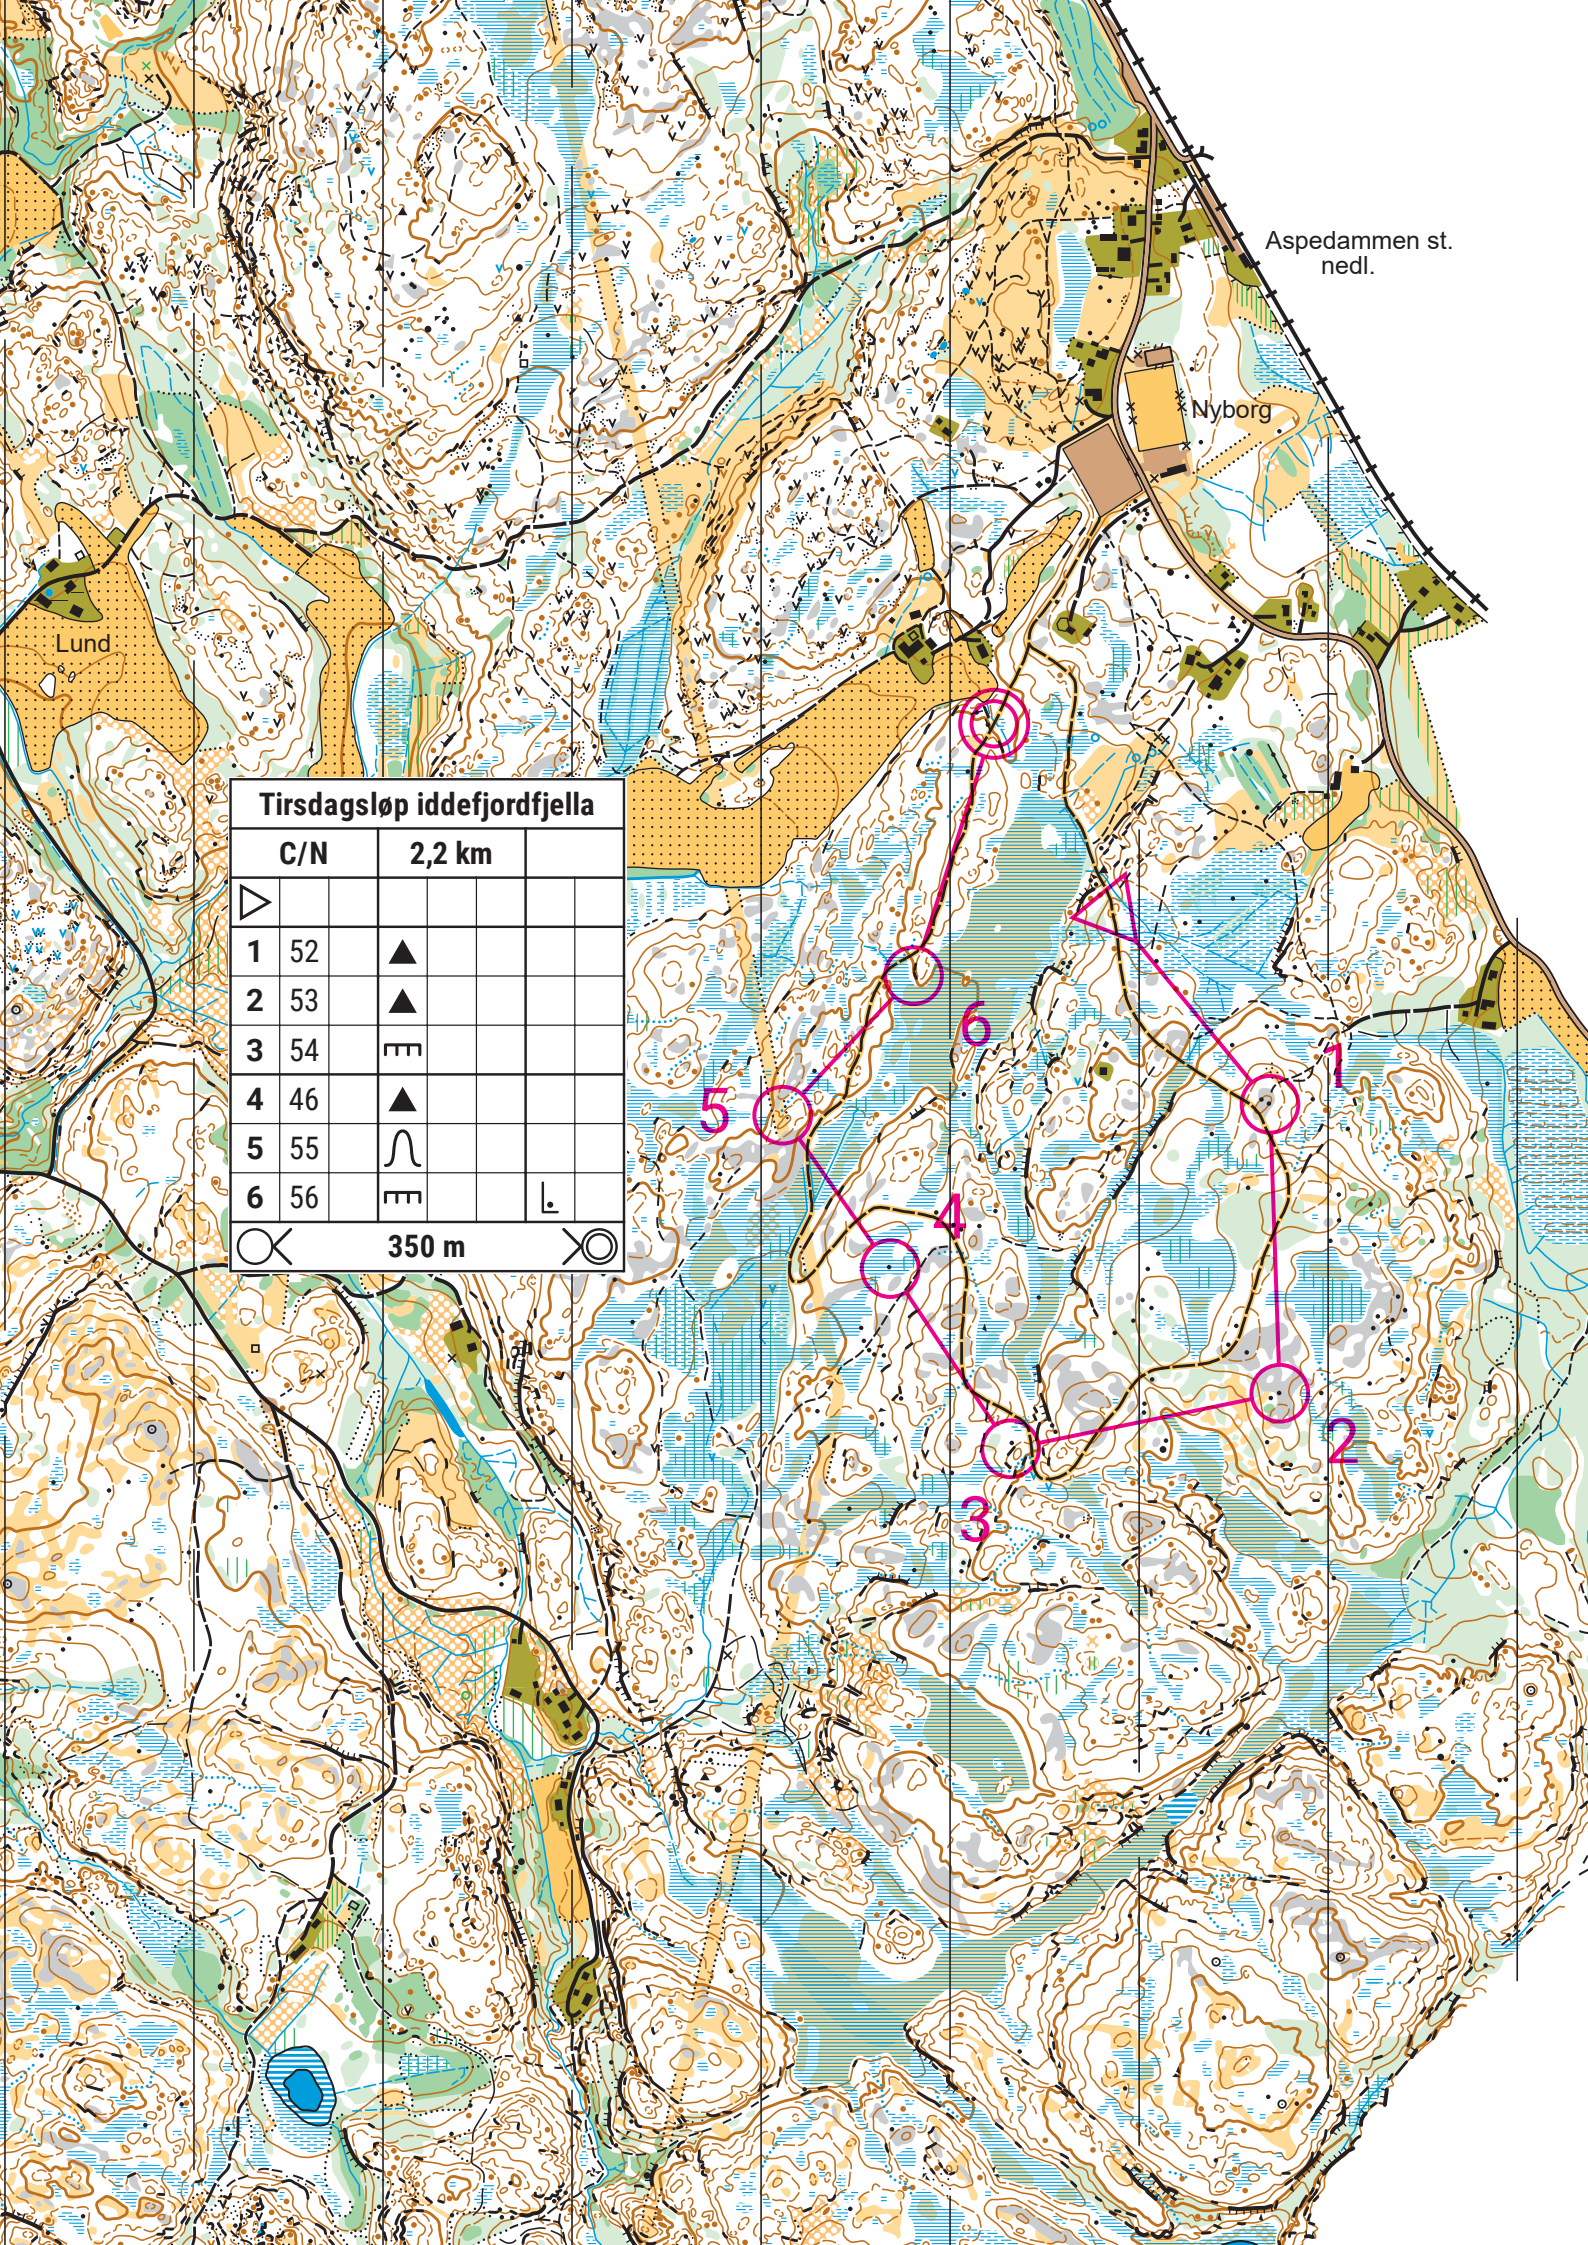 Aspedammen st.
nedl.
Nyborg
Lund
Tirsdagsløp iddefjordfjella
C/N 2,2 km
1 52
2 53
3 54
4 46
5 55
6 56
350 m
6
1
5
4
2
3